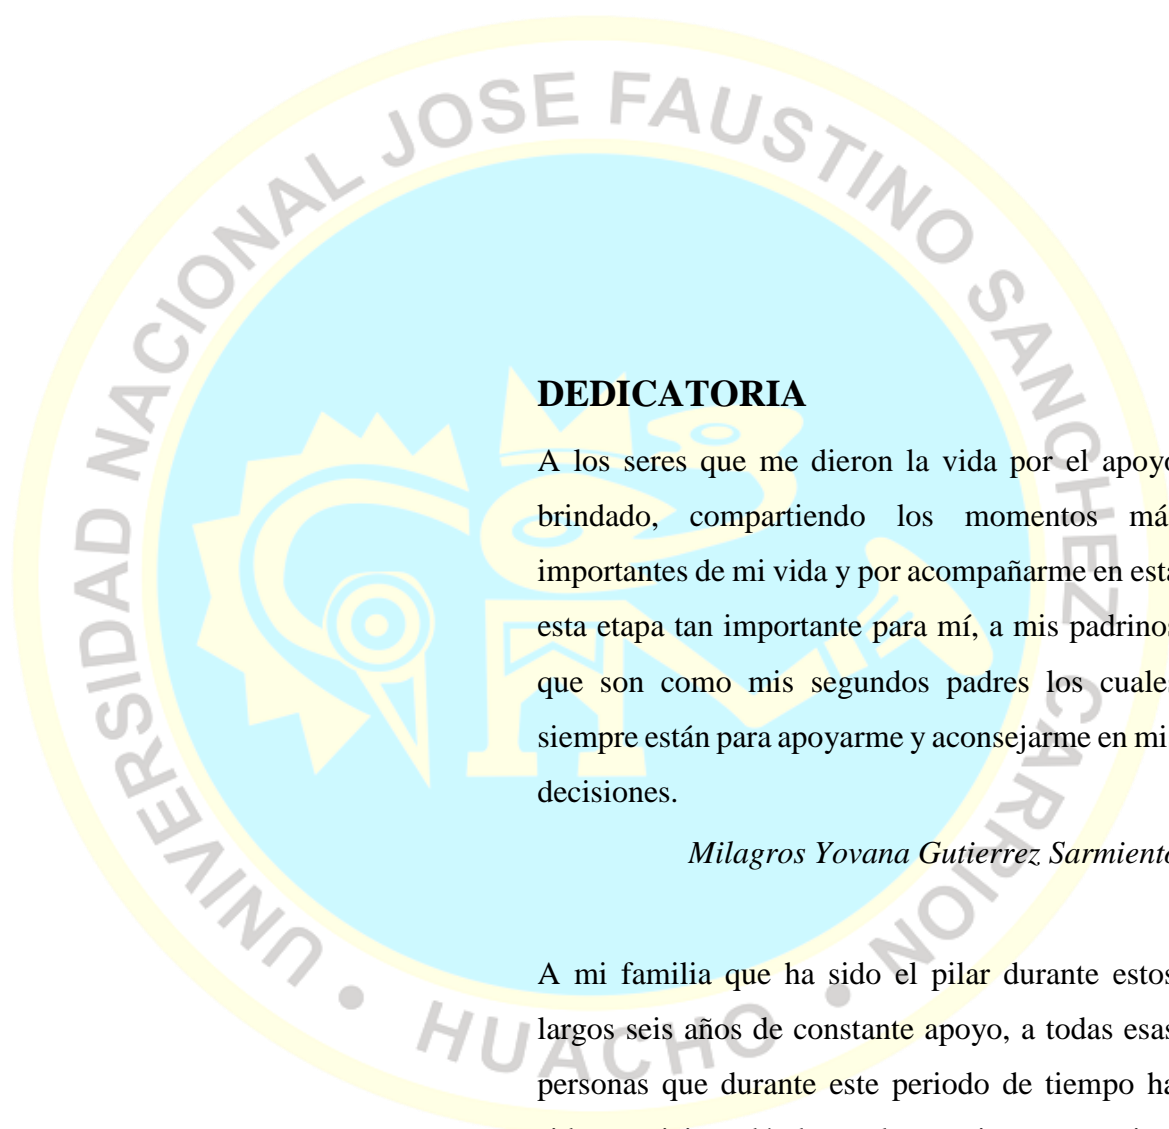 UNIVERSIDAD NACIONAL JOSE FAUSTINO SANCHEZ CARRION • HUACHO •
DEDICATORIA
A los seres que me dieron la vida por el apoyo
brindado, compartiendo los momentos má
importantes de mi vida y por acompañarme en esta
esta etapa tan importante para mí, a mis padrinos
que son como mis segundos padres los cuales
siempre están para apoyarme y aconsejarme en mi
decisiones.
Milagros Yovana Gutierrez Sarmiento
A mi familia que ha sido el pilar durante estos
largos seis años de constante apoyo, a todas esas
personas que durante este periodo de tiempo ha